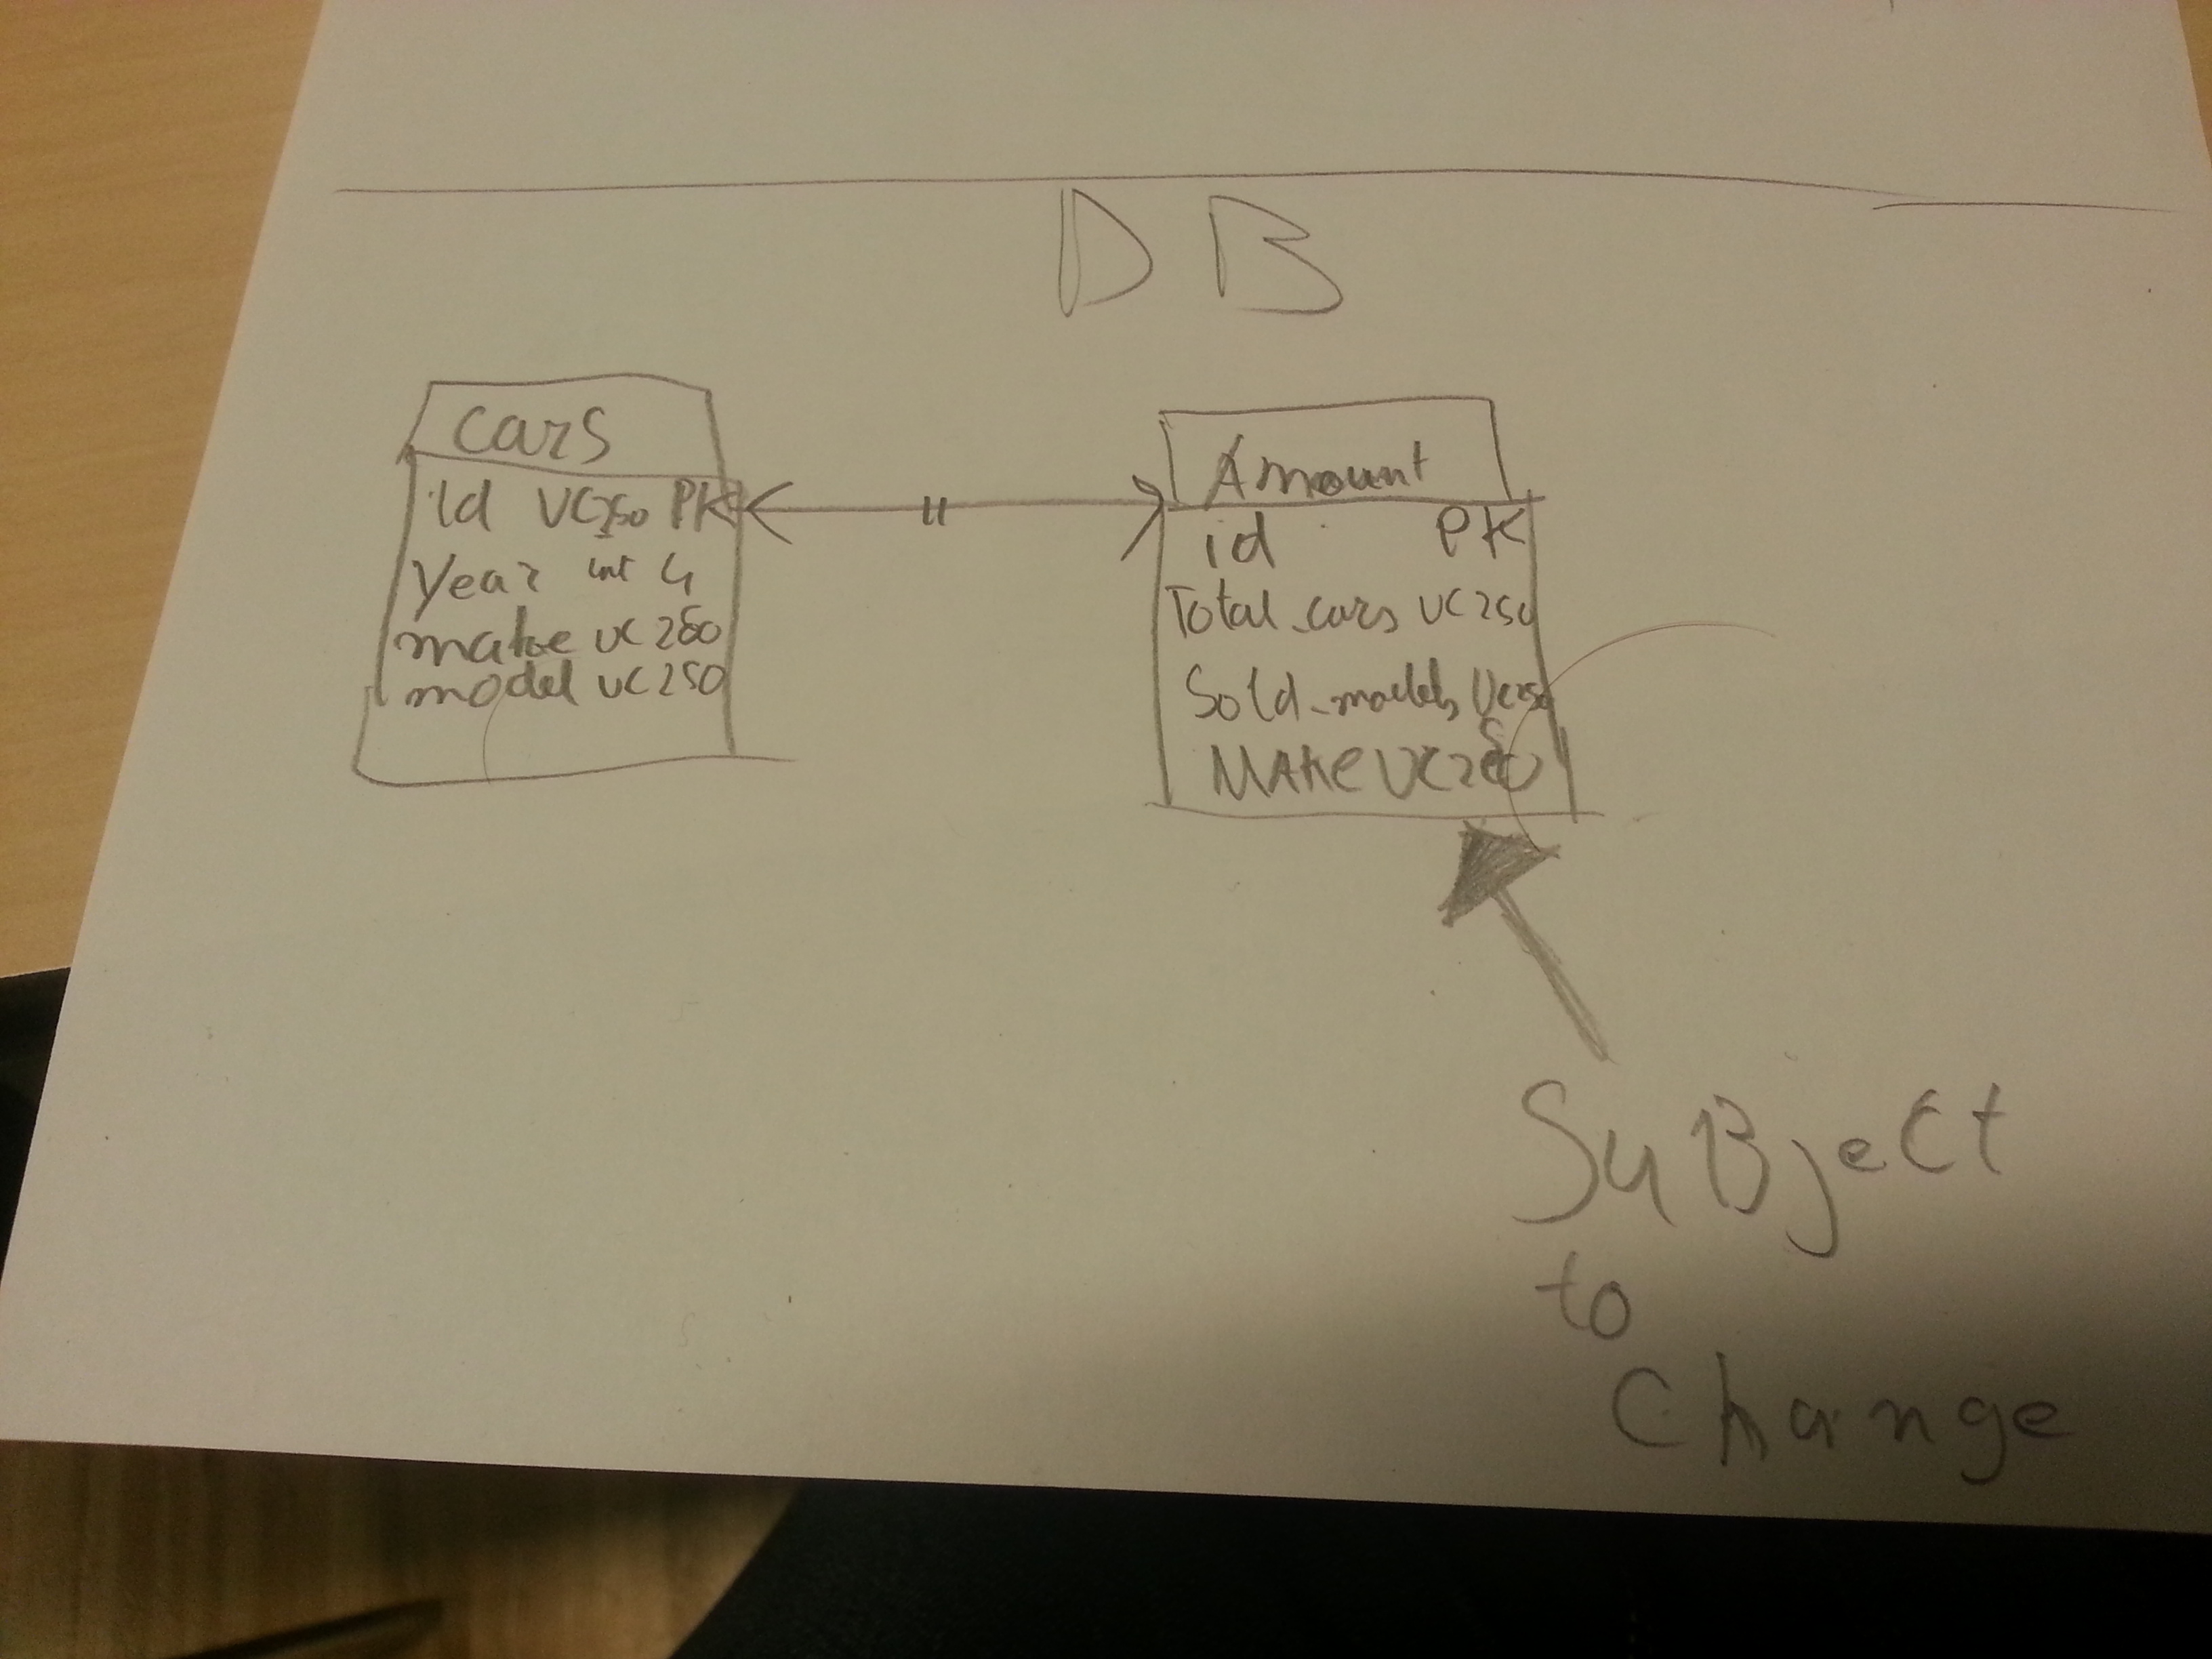 DB
cars
id VC250 PK
Year int 4
make VC250
model VC250
Amount
id PK
Total_cars VC250
Sold_models VC250
MAKE VC250
SuBjeCt
to
Change